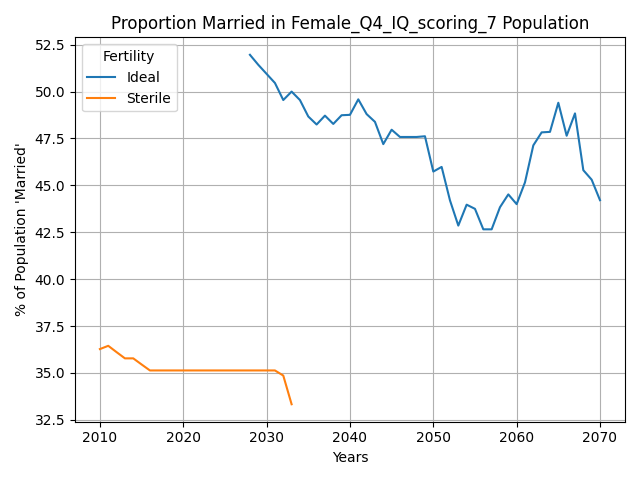 Proportion Married in Female_Q4_IQ_scoring_7 Population
Fertility
Ideal
Sterile
% of Population 'Married'
52.5
50.0
47.5
45.0
42.5
40.0
37.5
35.0
32.5
2010 2020 2030 2040 2050 2060 2070
Years